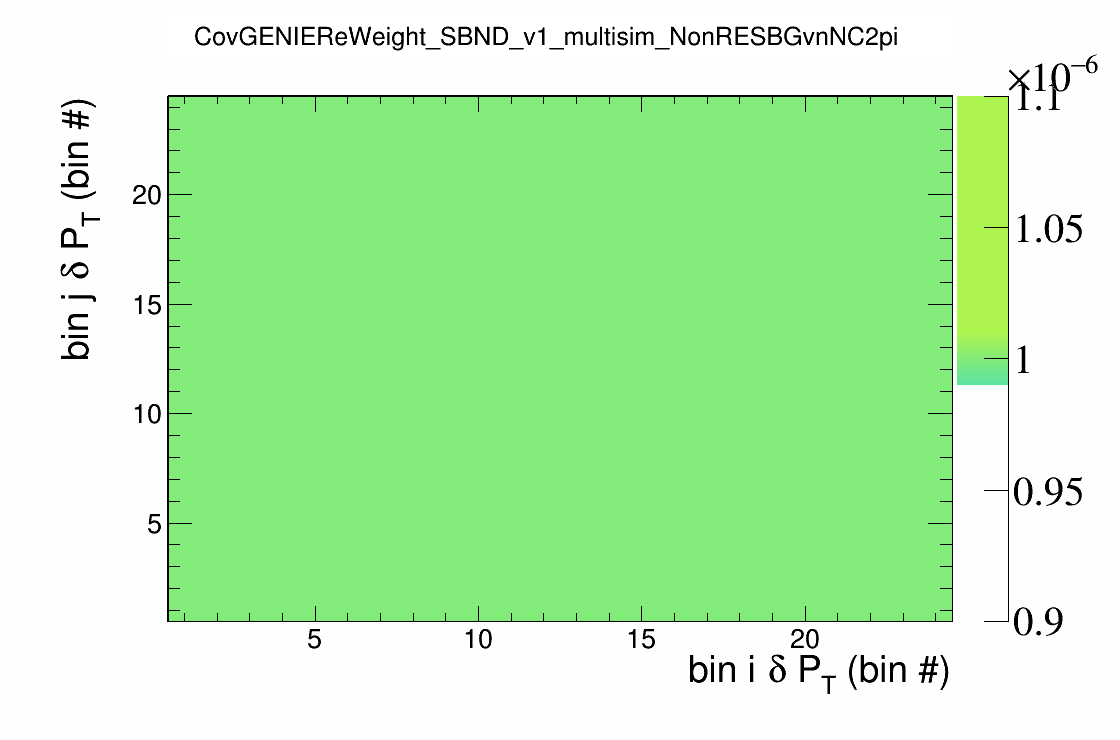 CovGENIEReWeight_SBND_v1_multisim_NonRESBGvnNC2pi
×10⁻⁶
1.1
1.05
1
0.95
0.9
bin j δ P_T (bin #)
20
15
10
5
5 10 15 20
bin i δ P_T (bin #)